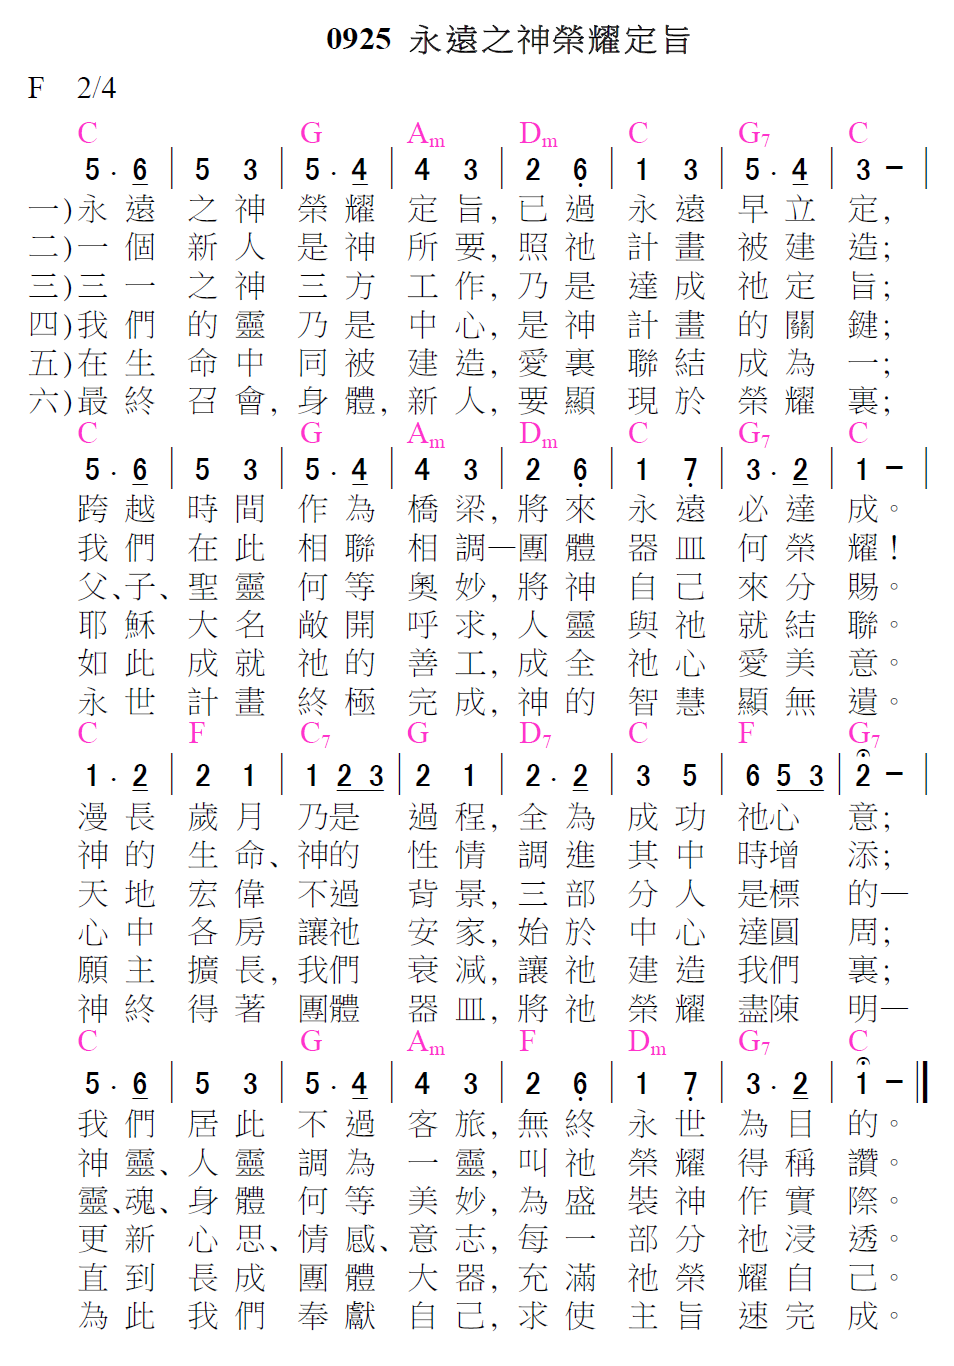 0925 永遠之神榮耀定旨
F 2/4
C G Am Dm C G7 C
5 . 6 | 5 3 | 5 . 4 | 4 3 | 2 6̣ | 1 3 | 5 . 4 | 3 − |
一)永遠之神榮耀定旨,已過永遠早立定,
二)一個新人是神所要,照祂計畫被建造;
三)三一之神三方工作,乃是達成祂定旨;
四)我們的靈乃是中心,是神計畫的關鍵;
五)在生命中同被建造,愛裏聯結成為一;
六)最終召會,身體,新人,要顯現於榮耀裏;
C G Am Dm C G7 C
5 . 6 | 5 3 | 5 . 4 | 4 3 | 2 6̣ | 1 7̣ | 3 . 2 | 1 − |
跨越時間作為橋梁,將來永遠必達成。
我們在此相聯相調—團體器皿何榮耀!
父、子、聖靈何等奧妙,將神自己來分賜。
耶穌大名敞開呼求,人靈與祂就結聯。
如此成就祂的善工,成全祂心愛美意。
永世計畫終極完成,神的智慧顯無遺。
C F C7 G D7 C F G7
1 . 2 | 2 1 | 1 2 3 | 2 1 | 2 . 2 | 3 5 | 6 5 3 | 2 − |
漫長歲月乃是過程,全為成功祂心意;
神的生命、神的性情調進其中時增添;
天地宏偉不過背景,三部分人是標的—
心中各房讓祂安家,始於中心達圓周;
願主擴長,我們衰減,讓祂建造我們裏;
神終得著團體器皿,將祂榮耀盡陳明—
C G Am F Dm G7 C
5 . 6 | 5 3 | 5 . 4 | 4 3 | 2 6̣ | 1 7̣ | 3 . 2 | 1 − ‖
我們居此不過客旅,無終永世為目的。
神靈、人靈調為一靈,叫祂榮耀得稱讚。
靈、魂、身體何等美妙,為盛裝神作實際。
更新心思、情感、意志,每一部分祂浸透。
直到長成團體大器,充滿祂榮耀自己。
為此我們奉獻自己,求使主旨速完成。